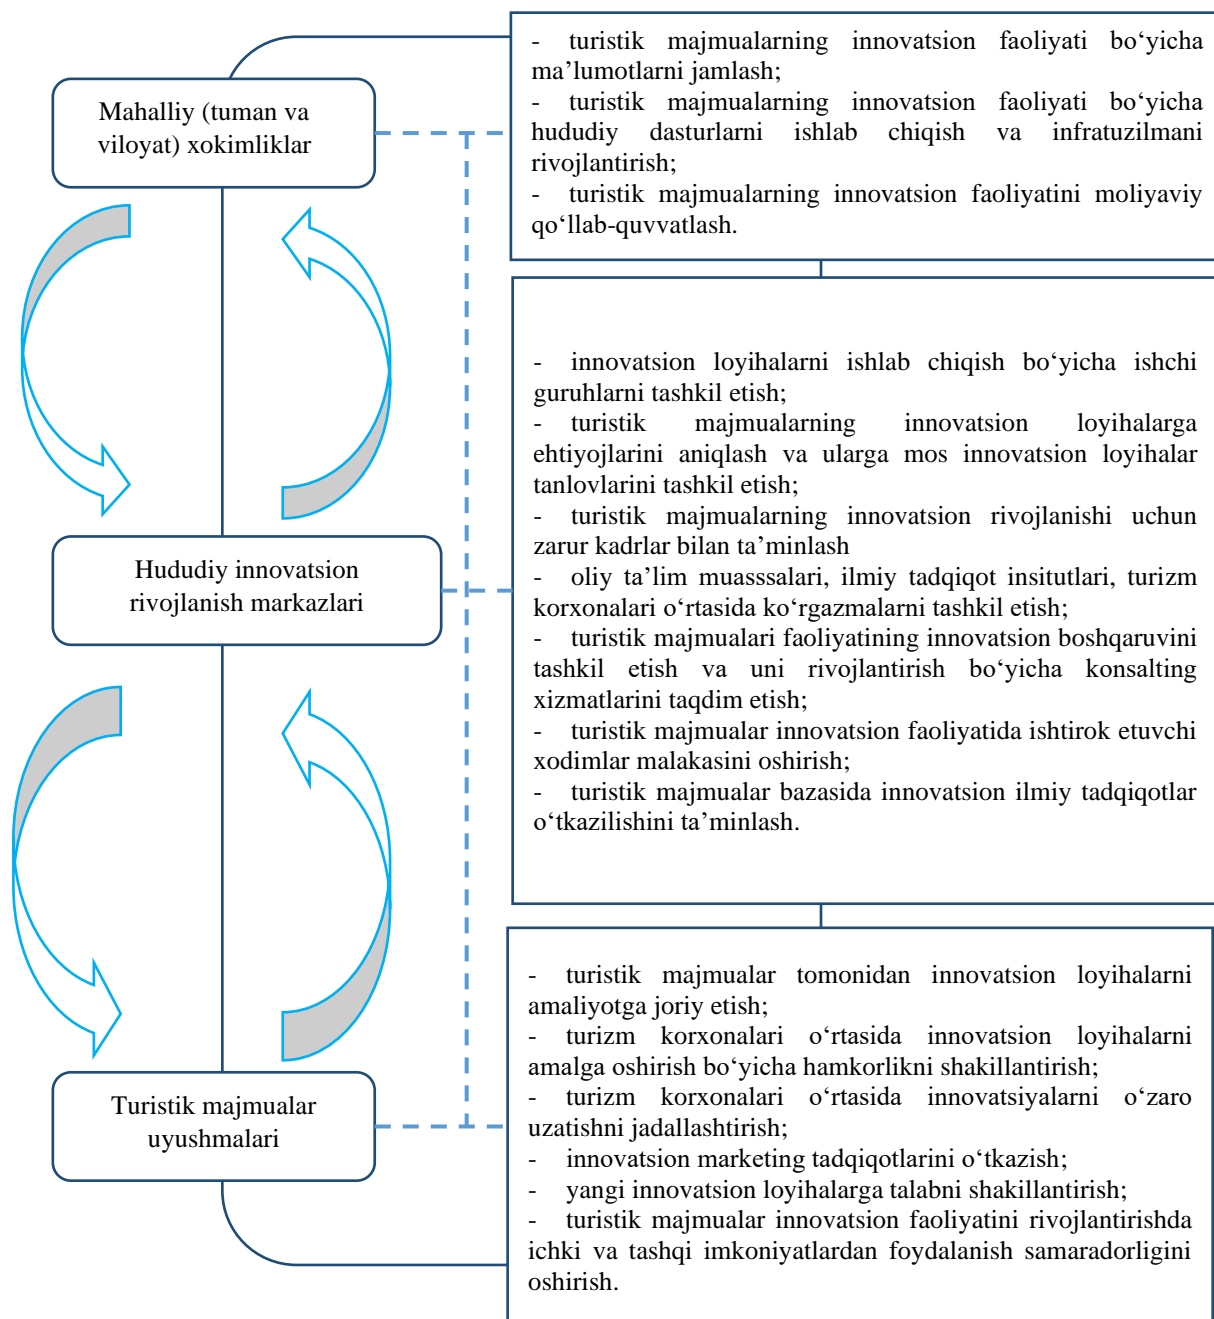 Mahalliy (tuman va
viloyat) xokimliklar
- turistik majmualarning innovatsion faoliyati bo‘yicha
ma’lumotlarni jamlash;
- turistik majmualarning innovatsion faoliyati bo‘yicha
hududiy dasturlarni ishlab chiqish va infratuzilmani
rivojlantirish;
- turistik majmualarning innovatsion faoliyatini moliyaviy
qo‘llab-quvvatlash.
Hududiy innovatsion
rivojlanish markazlari
- innovatsion loyihalarni ishlab chiqish bo‘yicha ishchi
guruhlarni tashkil etish;
- turistik majmualarning innovatsion loyihalarga
ehtiyojlarini aniqlash va ularga mos innovatsion loyihalar
tanlovlarini tashkil etish;
- turistik majmualarning innovatsion rivojlanishi uchun
zarur kadrlar bilan ta’minlash
- oliy ta’lim muasssalari, ilmiy tadqiqot insitutlari, turizm
korxonalari o‘rtasida ko‘rgazmalarni tashkil etish;
- turistik majmualari faoliyatining innovatsion boshqaruvini
tashkil etish va uni rivojlantirish bo‘yicha konsalting
xizmatlarini taqdim etish;
- turistik majmualar innovatsion faoliyatida ishtirok etuvchi
xodimlar malakasini oshirish;
- turistik majmualar bazasida innovatsion ilmiy tadqiqotlar
o‘tkazilishini ta’minlash.
Turistik majmualar
uyushmalari
- turistik majmualar tomonidan innovatsion loyihalarni
amaliyotga joriy etish;
- turizm korxonalari o‘rtasida innovatsion loyihalarni
amalga oshirish bo‘yicha hamkorlikni shakillantirish;
- turizm korxonalari o‘rtasida innovatsiyalarni o‘zaro
uzatishni jadallashtirish;
- innovatsion marketing tadqiqotlarini o‘tkazish;
- yangi innovatsion loyihalarga talabni shakillantirish;
- turistik majmualar innovatsion faoliyatini rivojlantirishda
ichki va tashqi imkoniyatlardan foydalanish samaradorligini
oshirish.